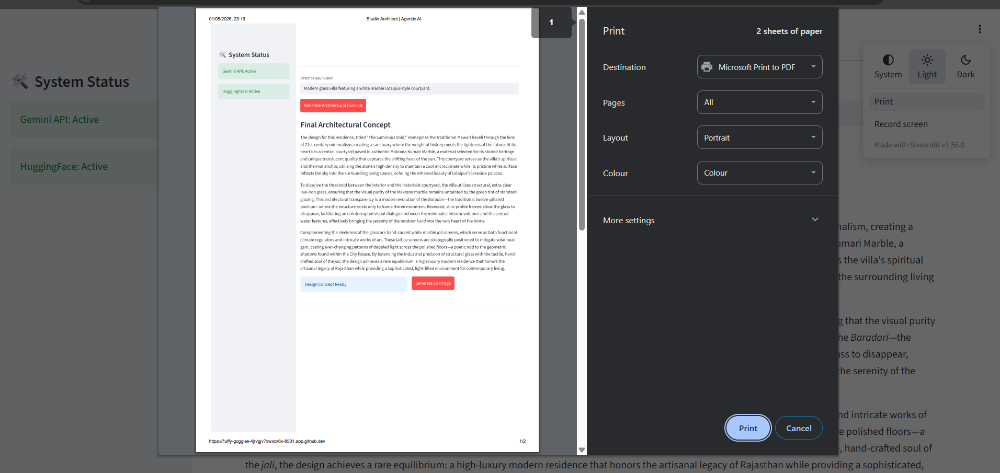 System Status
Gemini API: Active
HuggingFace: Active
01/05/2026, 23:19
Studio Architect | Agentic AI
System Status
Gemini API: Active
HuggingFace: Active
Describe your vision
Modern glass villa featuring a white marble Udaipur-style courtyard.
Generate Architectural Concept
Final Architectural Concept
The design for this residence, titled "The Luminous Void," reimagines the traditional Mewari haveli through the lens
of 21st-century minimalism, creating a sanctuary where the weight of history meets the lightness of the future. At its
heart lies a central courtyard paved in authentic Makrana Kumari Marble, a material selected for its storied heritage
and unique translucent quality that captures the shifting hues of the sun. This courtyard serves as the villa's spiritual
and thermal anchor, utilizing the stone's high density to maintain a cool microclimate while its pristine white surface
reflects the sky into the surrounding living spaces, echoing the ethereal beauty of Udaipur's lakeside palaces.
To dissolve the threshold between the interior and the historicist courtyard, the villa utilizes structural, extra-clear
low-iron glass, ensuring that the visual purity of the Makrana marble remains untainted by the green tint of standard
glazing. This architectural transparency is a modern evolution of the Baradari—the traditional twelve-pillared
pavilion—where the structure exists only to frame the environment. Recessed, slim-profile frames allow the glass to
disappear, facilitating an uninterrupted visual dialogue between the minimalist interior volumes and the central
water features, effectively bringing the serenity of the outdoor kund into the very heart of the home.
Complementing the sleekness of the glass are hand-carved white marble jali screens, which serve as both functional
climate regulators and intricate works of art. These lattice screens are strategically positioned to mitigate solar heat
gain, casting ever-changing patterns of dappled light across the polished floors—a poetic nod to the geometric
shadows found within the City Palace. By balancing the industrial precision of structural glass with the tactile, hand-
crafted soul of the jali, the design achieves a rare equilibrium: a high-luxury modern residence that honors the
artisanal legacy of Rajasthan while providing a sophisticated, light-filled environment for contemporary living.
Design Concept Ready
Generate 3D Image
https://fluffy-goggles-4jrvgjv7xwxcx6x-8501.app.github.dev
1/2
1
Print
2 sheets of paper
Destination
Microsoft Print to PDF
Pages
All
Layout
Portrait
Colour
Colour
More settings
Print
Cancel
System
Light
Dark
Print
Record screen
Made with Streamlit v1.56.0
nalism, creating a
umari Marble, a
s the villa's spiritual
the surrounding living
g that the visual purity
he Baradari—the
ass to disappear,
the serenity of the
nd intricate works of
e polished floors—a
, hand-crafted soul of
the jali, the design achieves a rare equilibrium: a high-luxury modern residence that honors the artisanal legacy of Rajasthan while providing a sophisticated,